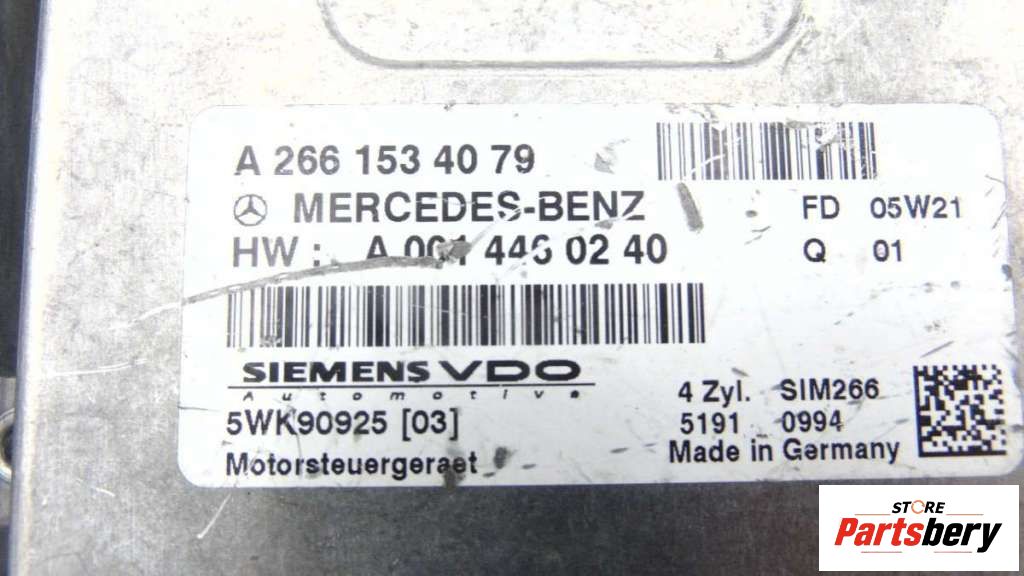 A 266 153 40 79
MERCEDES-BENZ FD 05W21
HW : A 001 446 02 40 Q 01
SIEMENS VDO
Automotive
5WK90925 [03] 4 Zyl. SIM266
5191 0994
Motorsteuergeraet Made in Germany
STORE
Partsbery